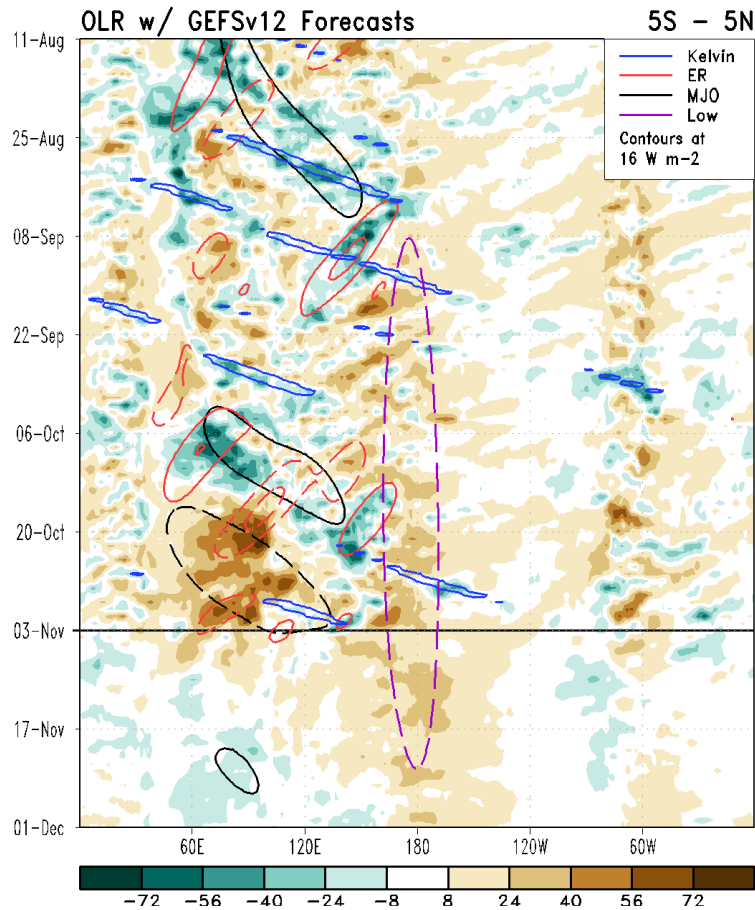 OLR w/ GEFSv12 Forecasts 5S - 5N
11-Aug
25-Aug
08-Sep
22-Sep
06-Oct
20-Oct
03-Nov
17-Nov
01-Dec
Kelvin
ER
MJO
Low
Contours at
16 W m-2
60E 120E 180 120W 60W
-72 -56 -40 -24 -8 8 24 40 56 72